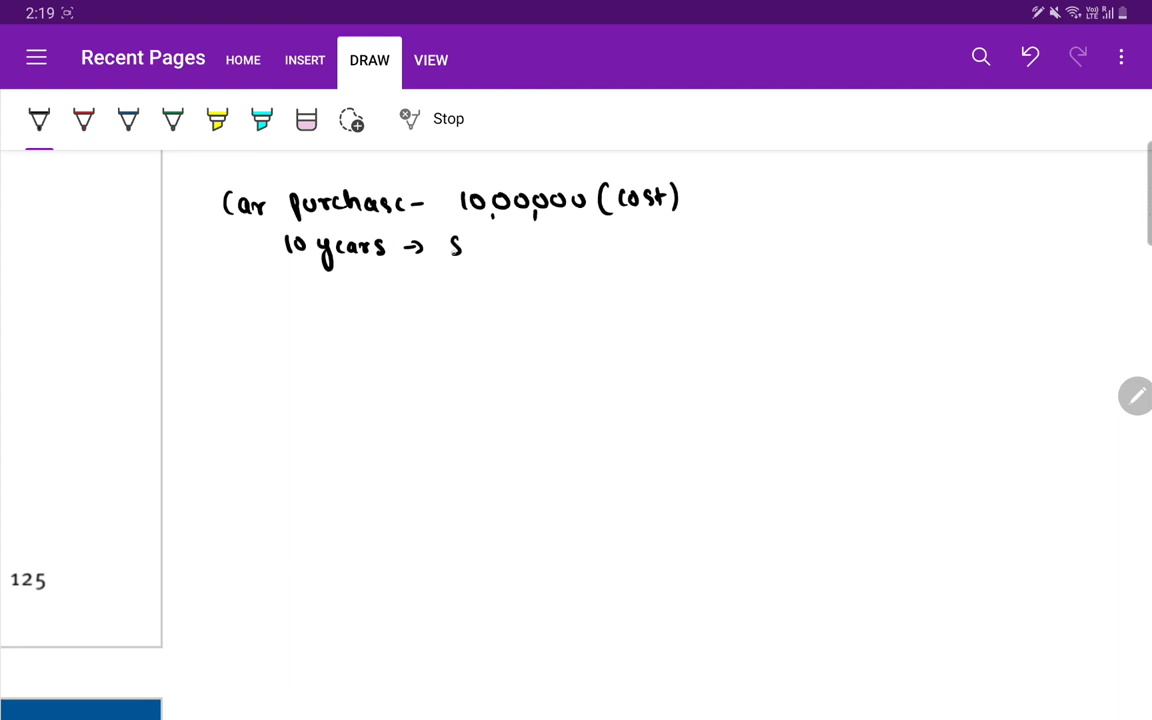 2:19
Recent Pages HOME INSERT DRAW VIEW
Stop
Car purchase- 10,00,000 (cost)
10 years → S
125